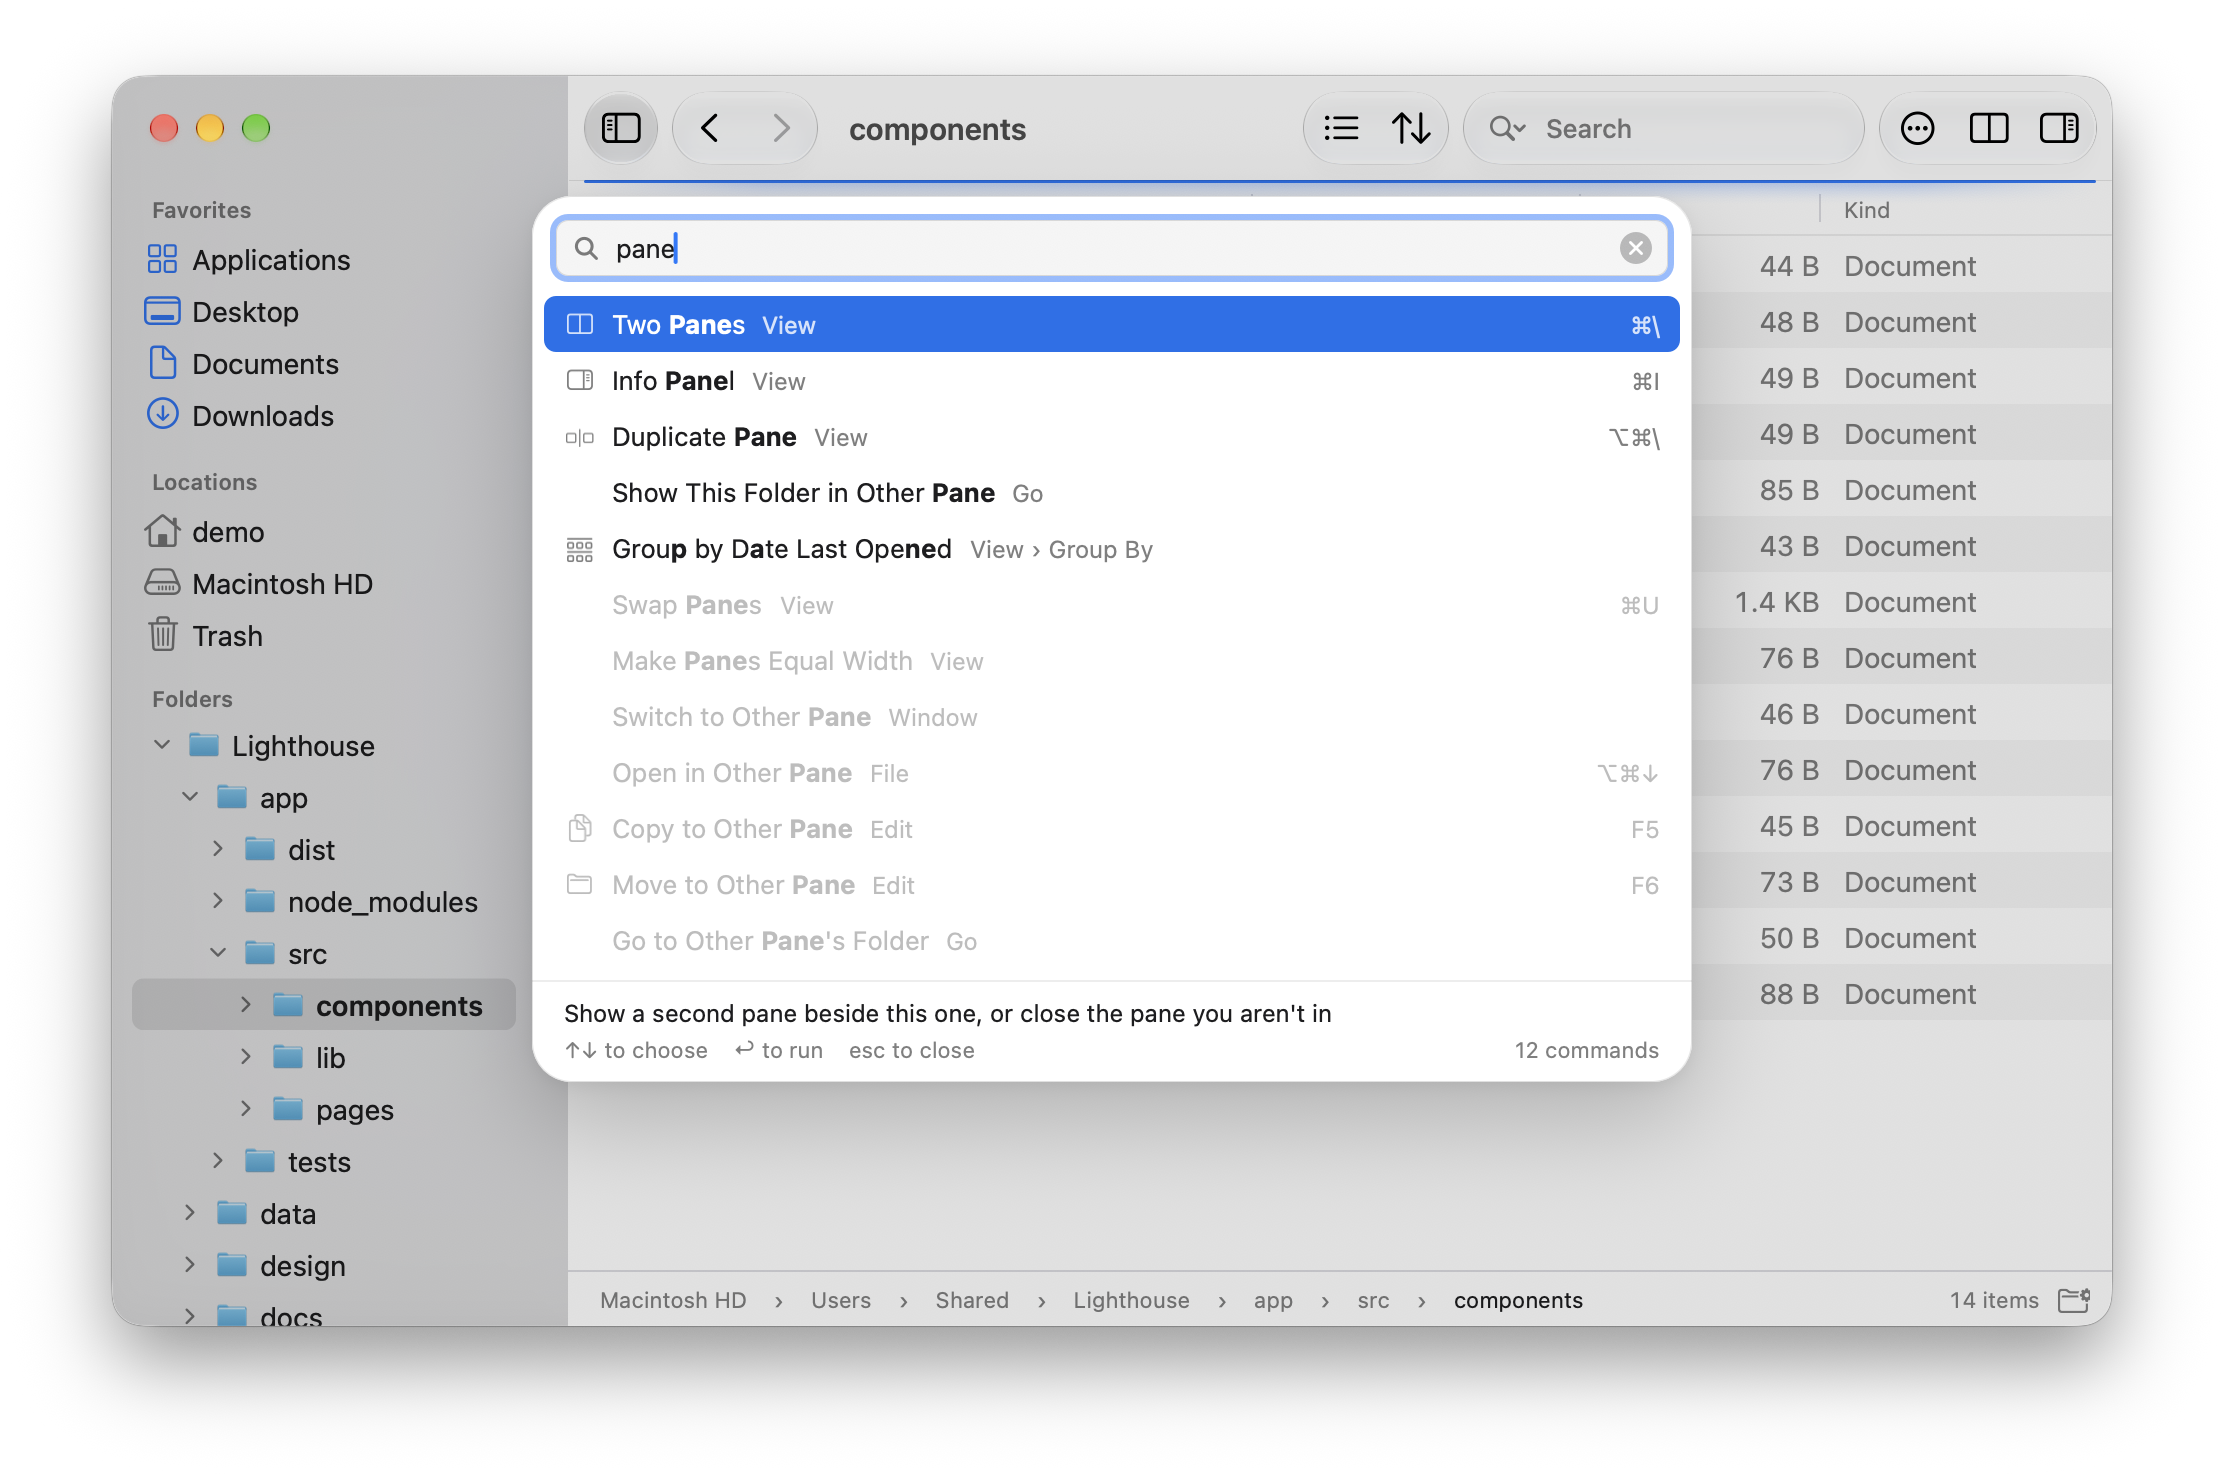 components
Search
Favorites
Applications
Desktop
Documents
Downloads
Locations
demo
Macintosh HD
Trash
Folders
Lighthouse
app
dist
node_modules
src
components
lib
pages
tests
data
design
docs
pane
Two Panes View ⌘\
Info Panel View ⌘I
Duplicate Pane View ⌥⌘\
Show This Folder in Other Pane Go
Group by Date Last Opened View › Group By
Swap Panes View ⌘U
Make Panes Equal Width View
Switch to Other Pane Window
Open in Other Pane File ⌥⌘↓
Copy to Other Pane Edit F5
Move to Other Pane Edit F6
Go to Other Pane's Folder Go
Show a second pane beside this one, or close the pane you aren't in
↑↓ to choose ↩ to run esc to close 12 commands
Kind
44 B Document
48 B Document
49 B Document
49 B Document
85 B Document
43 B Document
1.4 KB Document
76 B Document
46 B Document
76 B Document
45 B Document
73 B Document
50 B Document
88 B Document
Macintosh HD › Users › Shared › Lighthouse › app › src › components 14 items